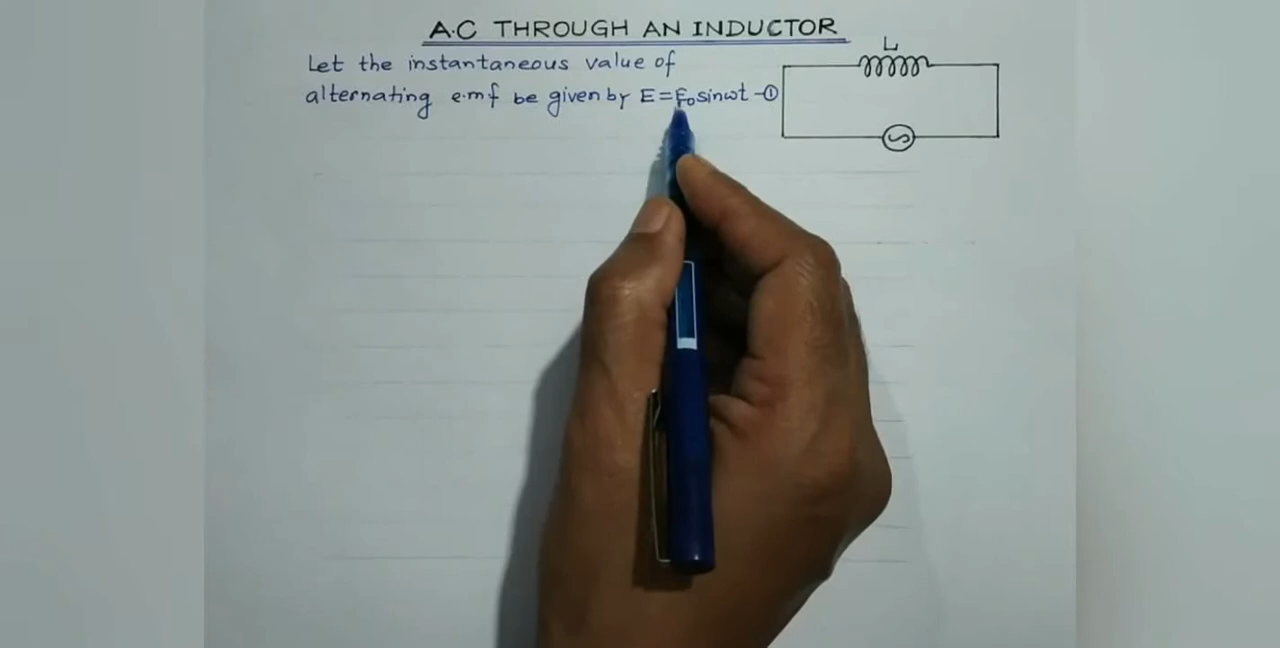 A.C THROUGH AN INDUCTOR
L
Let the instantaneous value of
alternating e.m f be given by E=E₀sinωt -①